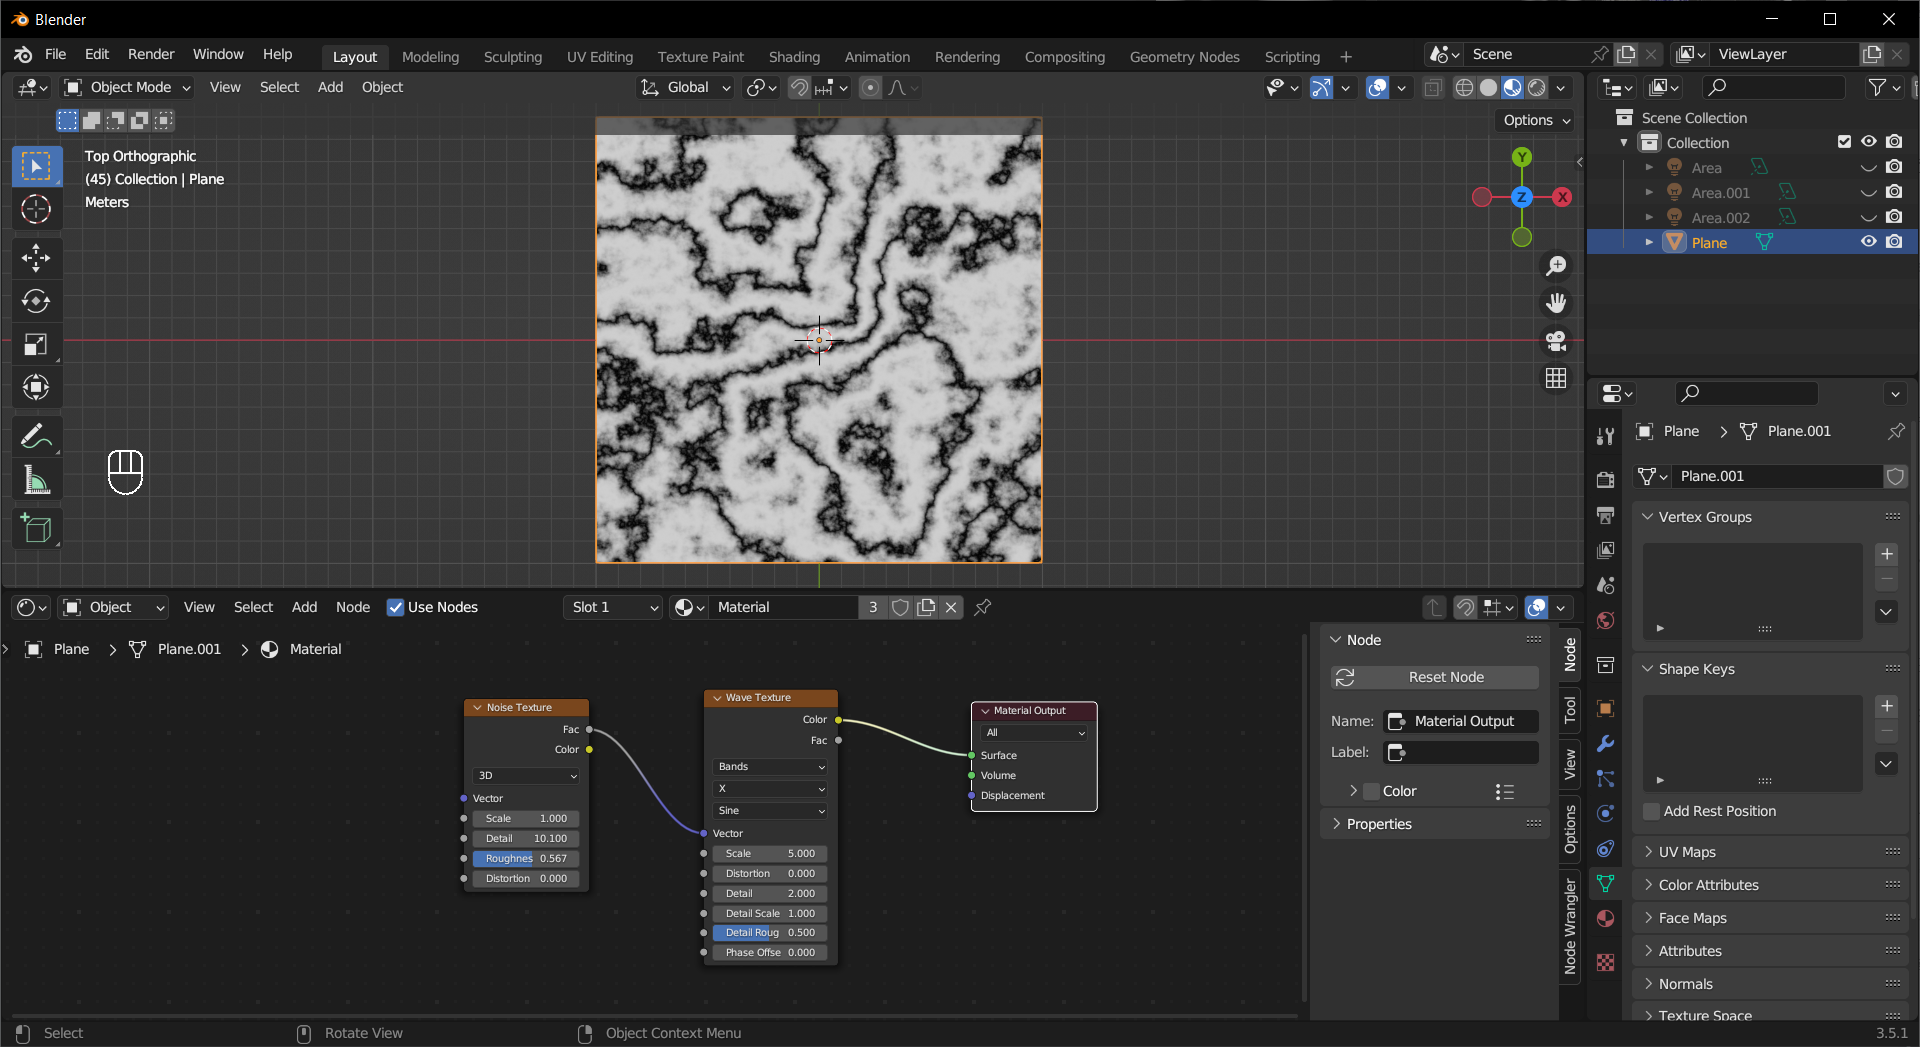 Blender
File Edit Render Window Help
Layout Modeling Sculpting UV Editing Texture Paint Shading Animation Rendering Compositing Geometry Nodes Scripting +
Scene
ViewLayer
Object Mode View Select Add Object
Global
Options
Top Orthographic
(45) Collection | Plane
Meters
Y
Z
X
Scene Collection
Collection
Area
Area.001
Area.002
Plane
Plane > Plane.001
Plane.001
Vertex Groups
Shape Keys
Add Rest Position
UV Maps
Color Attributes
Face Maps
Attributes
Normals
Texture Space
Object View Select Add Node Use Nodes Slot 1 Material 3
Plane > Plane.001 > Material
Noise Texture
Fac
Color
3D
Vector
Scale 1.000
Detail 10.100
Roughnes 0.567
Distortion 0.000
Wave Texture
Color
Fac
Bands
X
Sine
Vector
Scale 5.000
Distortion 0.000
Detail 2.000
Detail Scale 1.000
Detail Roug 0.500
Phase Offse 0.000
Material Output
All
Surface
Volume
Displacement
Node
Reset Node
Name: Material Output
Label:
Color
Properties
Node
Tool
View
Options
Node Wrangler
Select
Rotate View
Object Context Menu
3.5.1